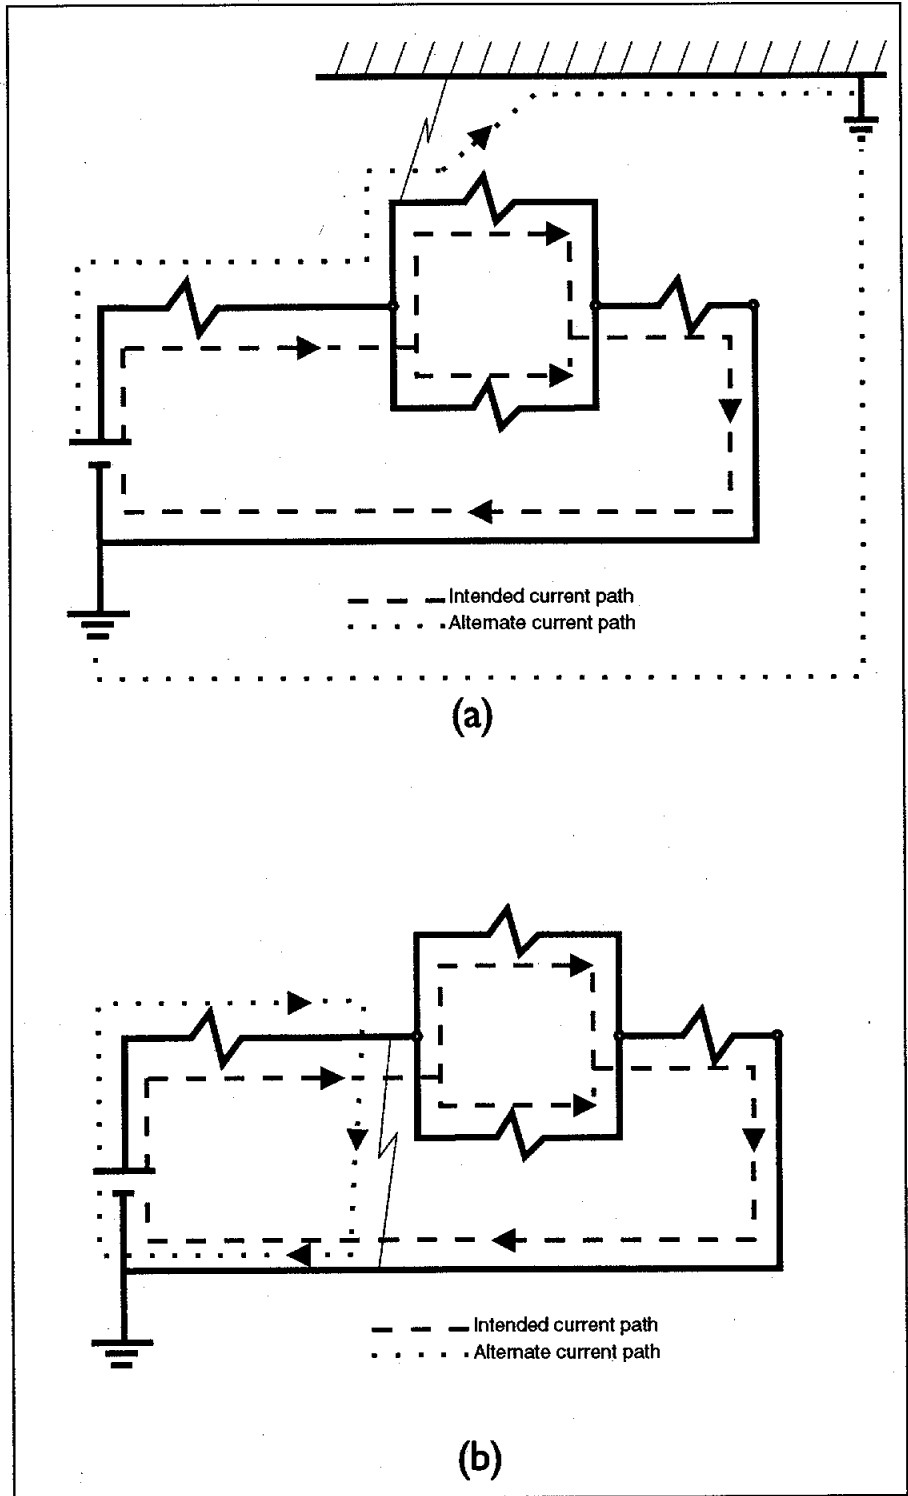 Intended current path
Alternate current path
(a)
Intended current path
Alternate current path
(b)